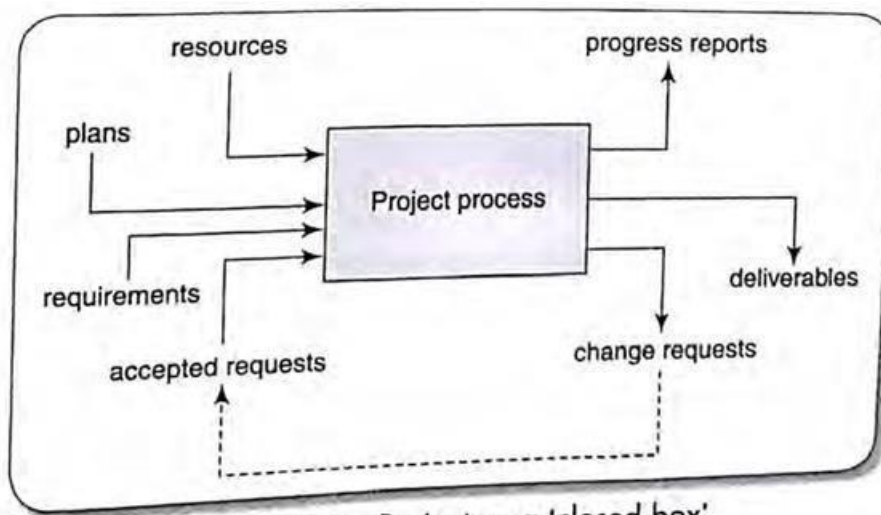 resources
progress reports
plans
Project process
requirements
deliverables
accepted requests
change requests
'closed box'